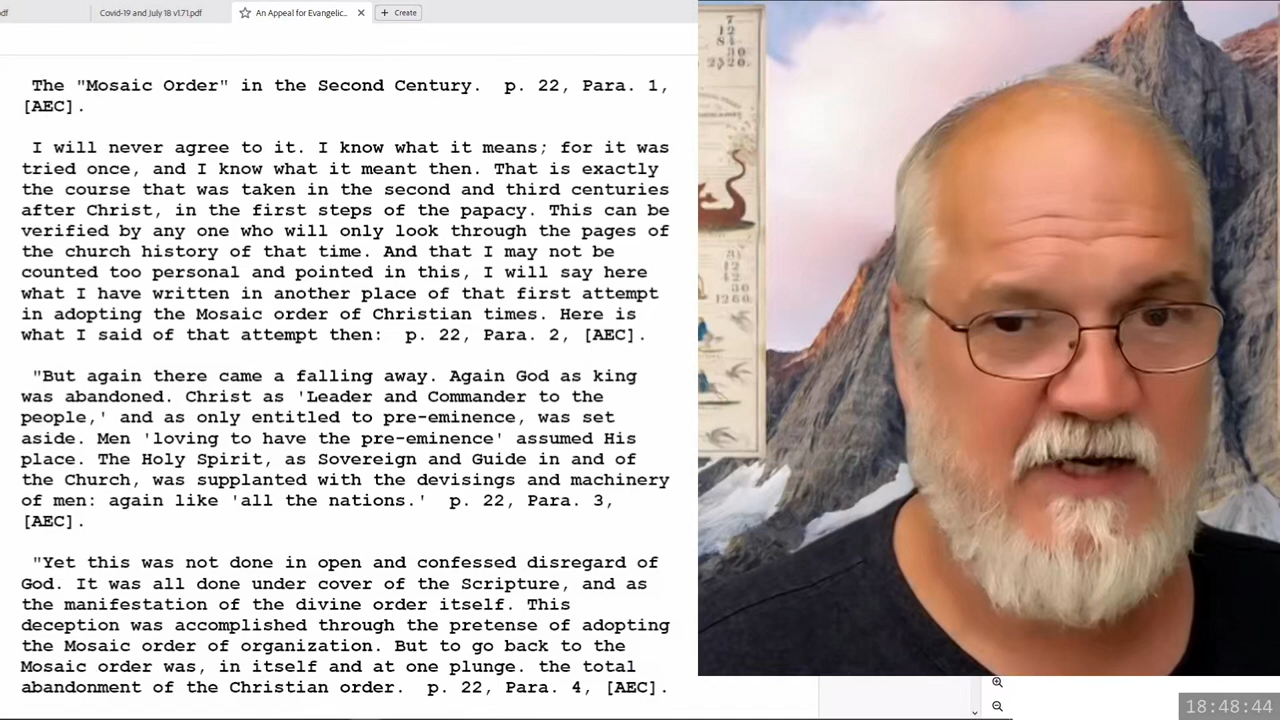 df
Covid-19 and July 18 v1.71.pdf
An Appeal for Evangelic...
Create
The "Mosaic Order" in the Second Century. p. 22, Para. 1,
[AEC].
I will never agree to it. I know what it means; for it was
tried once, and I know what it meant then. That is exactly
the course that was taken in the second and third centuries
after Christ, in the first steps of the papacy. This can be
verified by any one who will only look through the pages of
the church history of that time. And that I may not be
counted too personal and pointed in this, I will say here
what I have written in another place of that first attempt
in adopting the Mosaic order of Christian times. Here is
what I said of that attempt then: p. 22, Para. 2, [AEC].
"But again there came a falling away. Again God as king
was abandoned. Christ as 'Leader and Commander to the
people,' and as only entitled to pre-eminence, was set
aside. Men 'loving to have the pre-eminence' assumed His
place. The Holy Spirit, as Sovereign and Guide in and of
the Church, was supplanted with the devisings and machinery
of men: again like 'all the nations.' p. 22, Para. 3,
[AEC].
"Yet this was not done in open and confessed disregard of
God. It was all done under cover of the Scripture, and as
the manifestation of the divine order itself. This
deception was accomplished through the pretense of adopting
the Mosaic order of organization. But to go back to the
Mosaic order was, in itself and at one plunge. the total
abandonment of the Christian order. p. 22, Para. 4, [AEC].
7
12
30
2520
12
42
30
1260
18:48:44